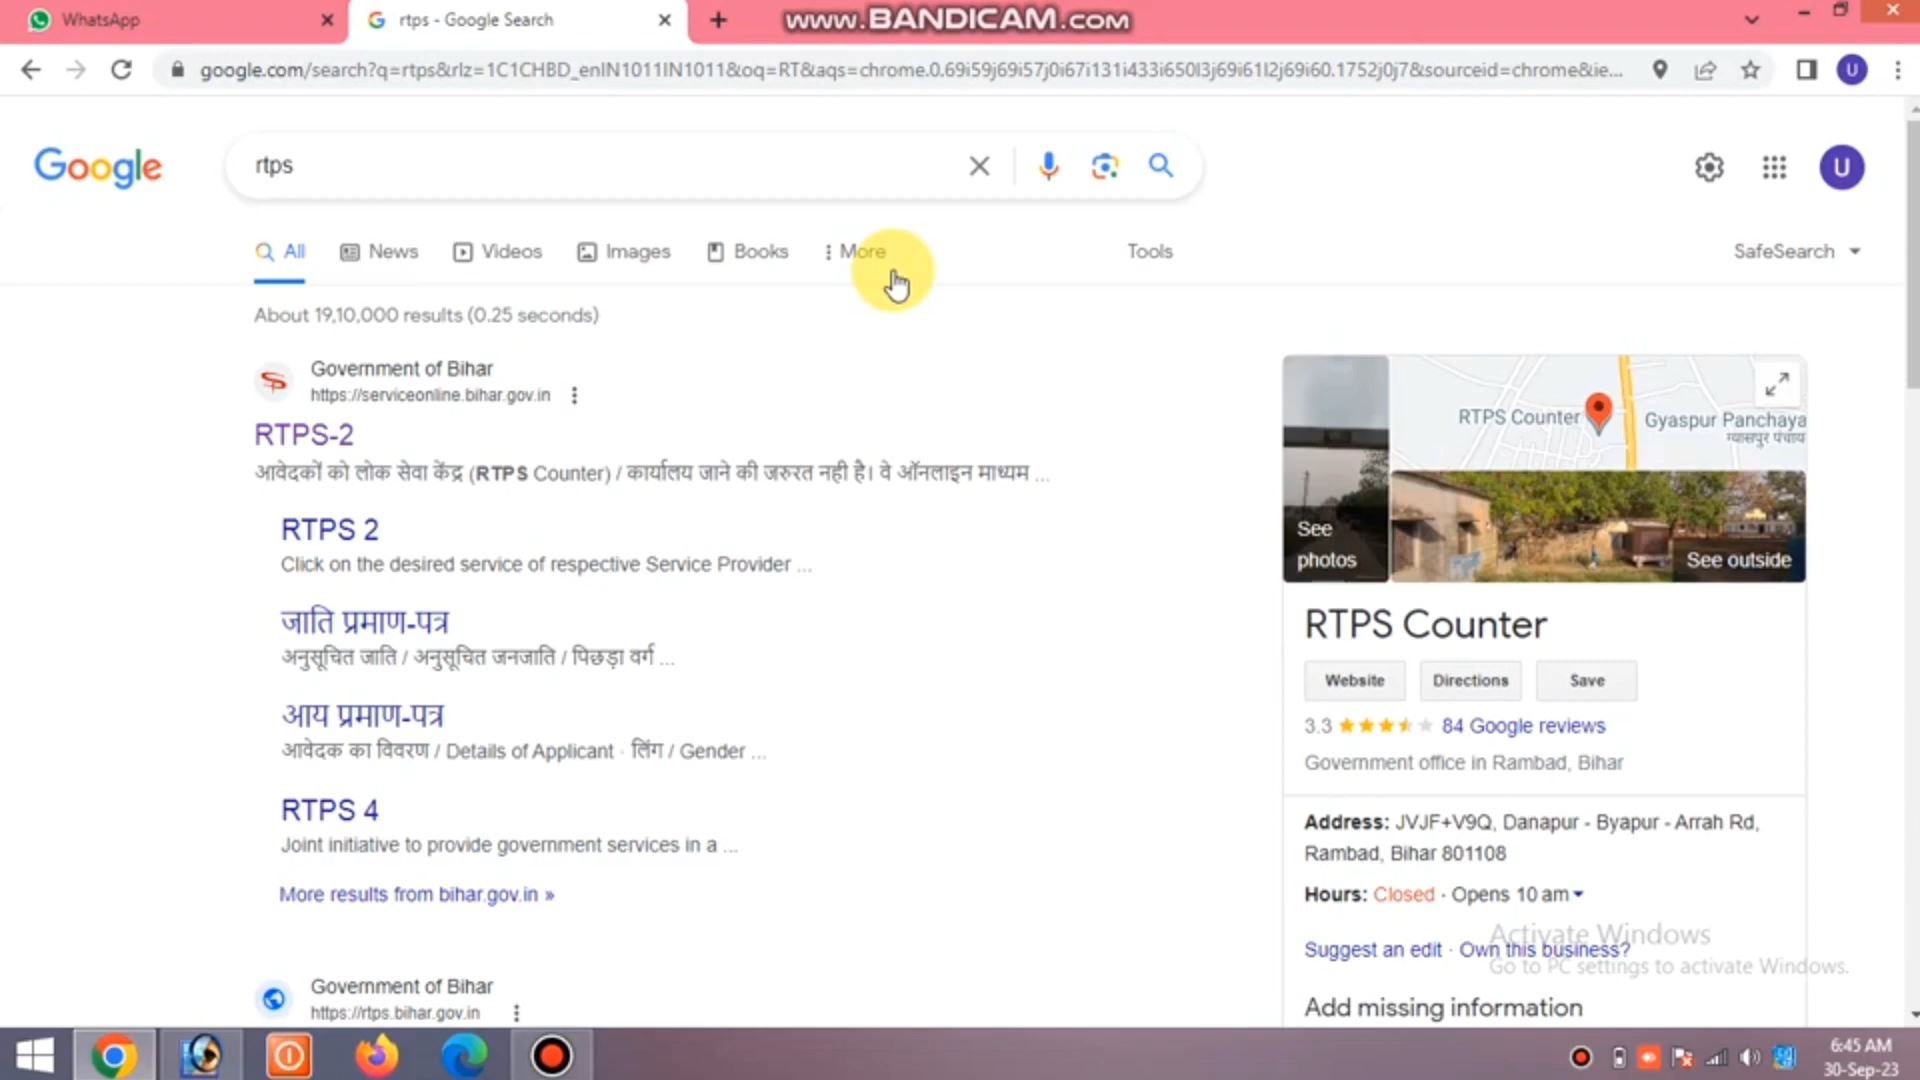 WhatsApp
rtps - Google Search
www.BANDICAM.com
google.com/search?q=rtps&rlz=1C1CHBD_enIN1011IN1011&oq=RT&aqs=chrome.0.69i59j69i57j0i67i131i433i650l3j69i61l2j69i60.1752j0j7&sourceid=chrome&ie...
U
Google
rtps
U
All
News
Videos
Images
Books
More
Tools
SafeSearch
About 19,10,000 results (0.25 seconds)
Government of Bihar
https://serviceonline.bihar.gov.in
RTPS-2
आवेदकों को लोक सेवा केंद्र (RTPS Counter) / कार्यालय जाने की जरुरत नही है। वे ऑनलाइन माध्यम ...
RTPS 2
Click on the desired service of respective Service Provider ...
जाति प्रमाण-पत्र
अनुसूचित जाति / अनुसूचित जनजाति / पिछड़ा वर्ग ...
आय प्रमाण-पत्र
आवेदक का विवरण / Details of Applicant · लिंग / Gender ...
RTPS 4
Joint initiative to provide government services in a ...
More results from bihar.gov.in »
Government of Bihar
https://rtps.bihar.gov.in
RTPS Counter
Gyaspur Panchaya
ग्यासपुर पंचाय
See photos
See outside
RTPS Counter
Website
Directions
Save
3.3
84 Google reviews
Government office in Rambad, Bihar
Address: JVJF+V9Q, Danapur - Byapur - Arrah Rd,
Rambad, Bihar 801108
Hours: Closed · Opens 10 am
Suggest an edit · Own this business?
Activate Windows
Go to PC settings to activate Windows.
Add missing information
6:45 AM
30-Sep-23